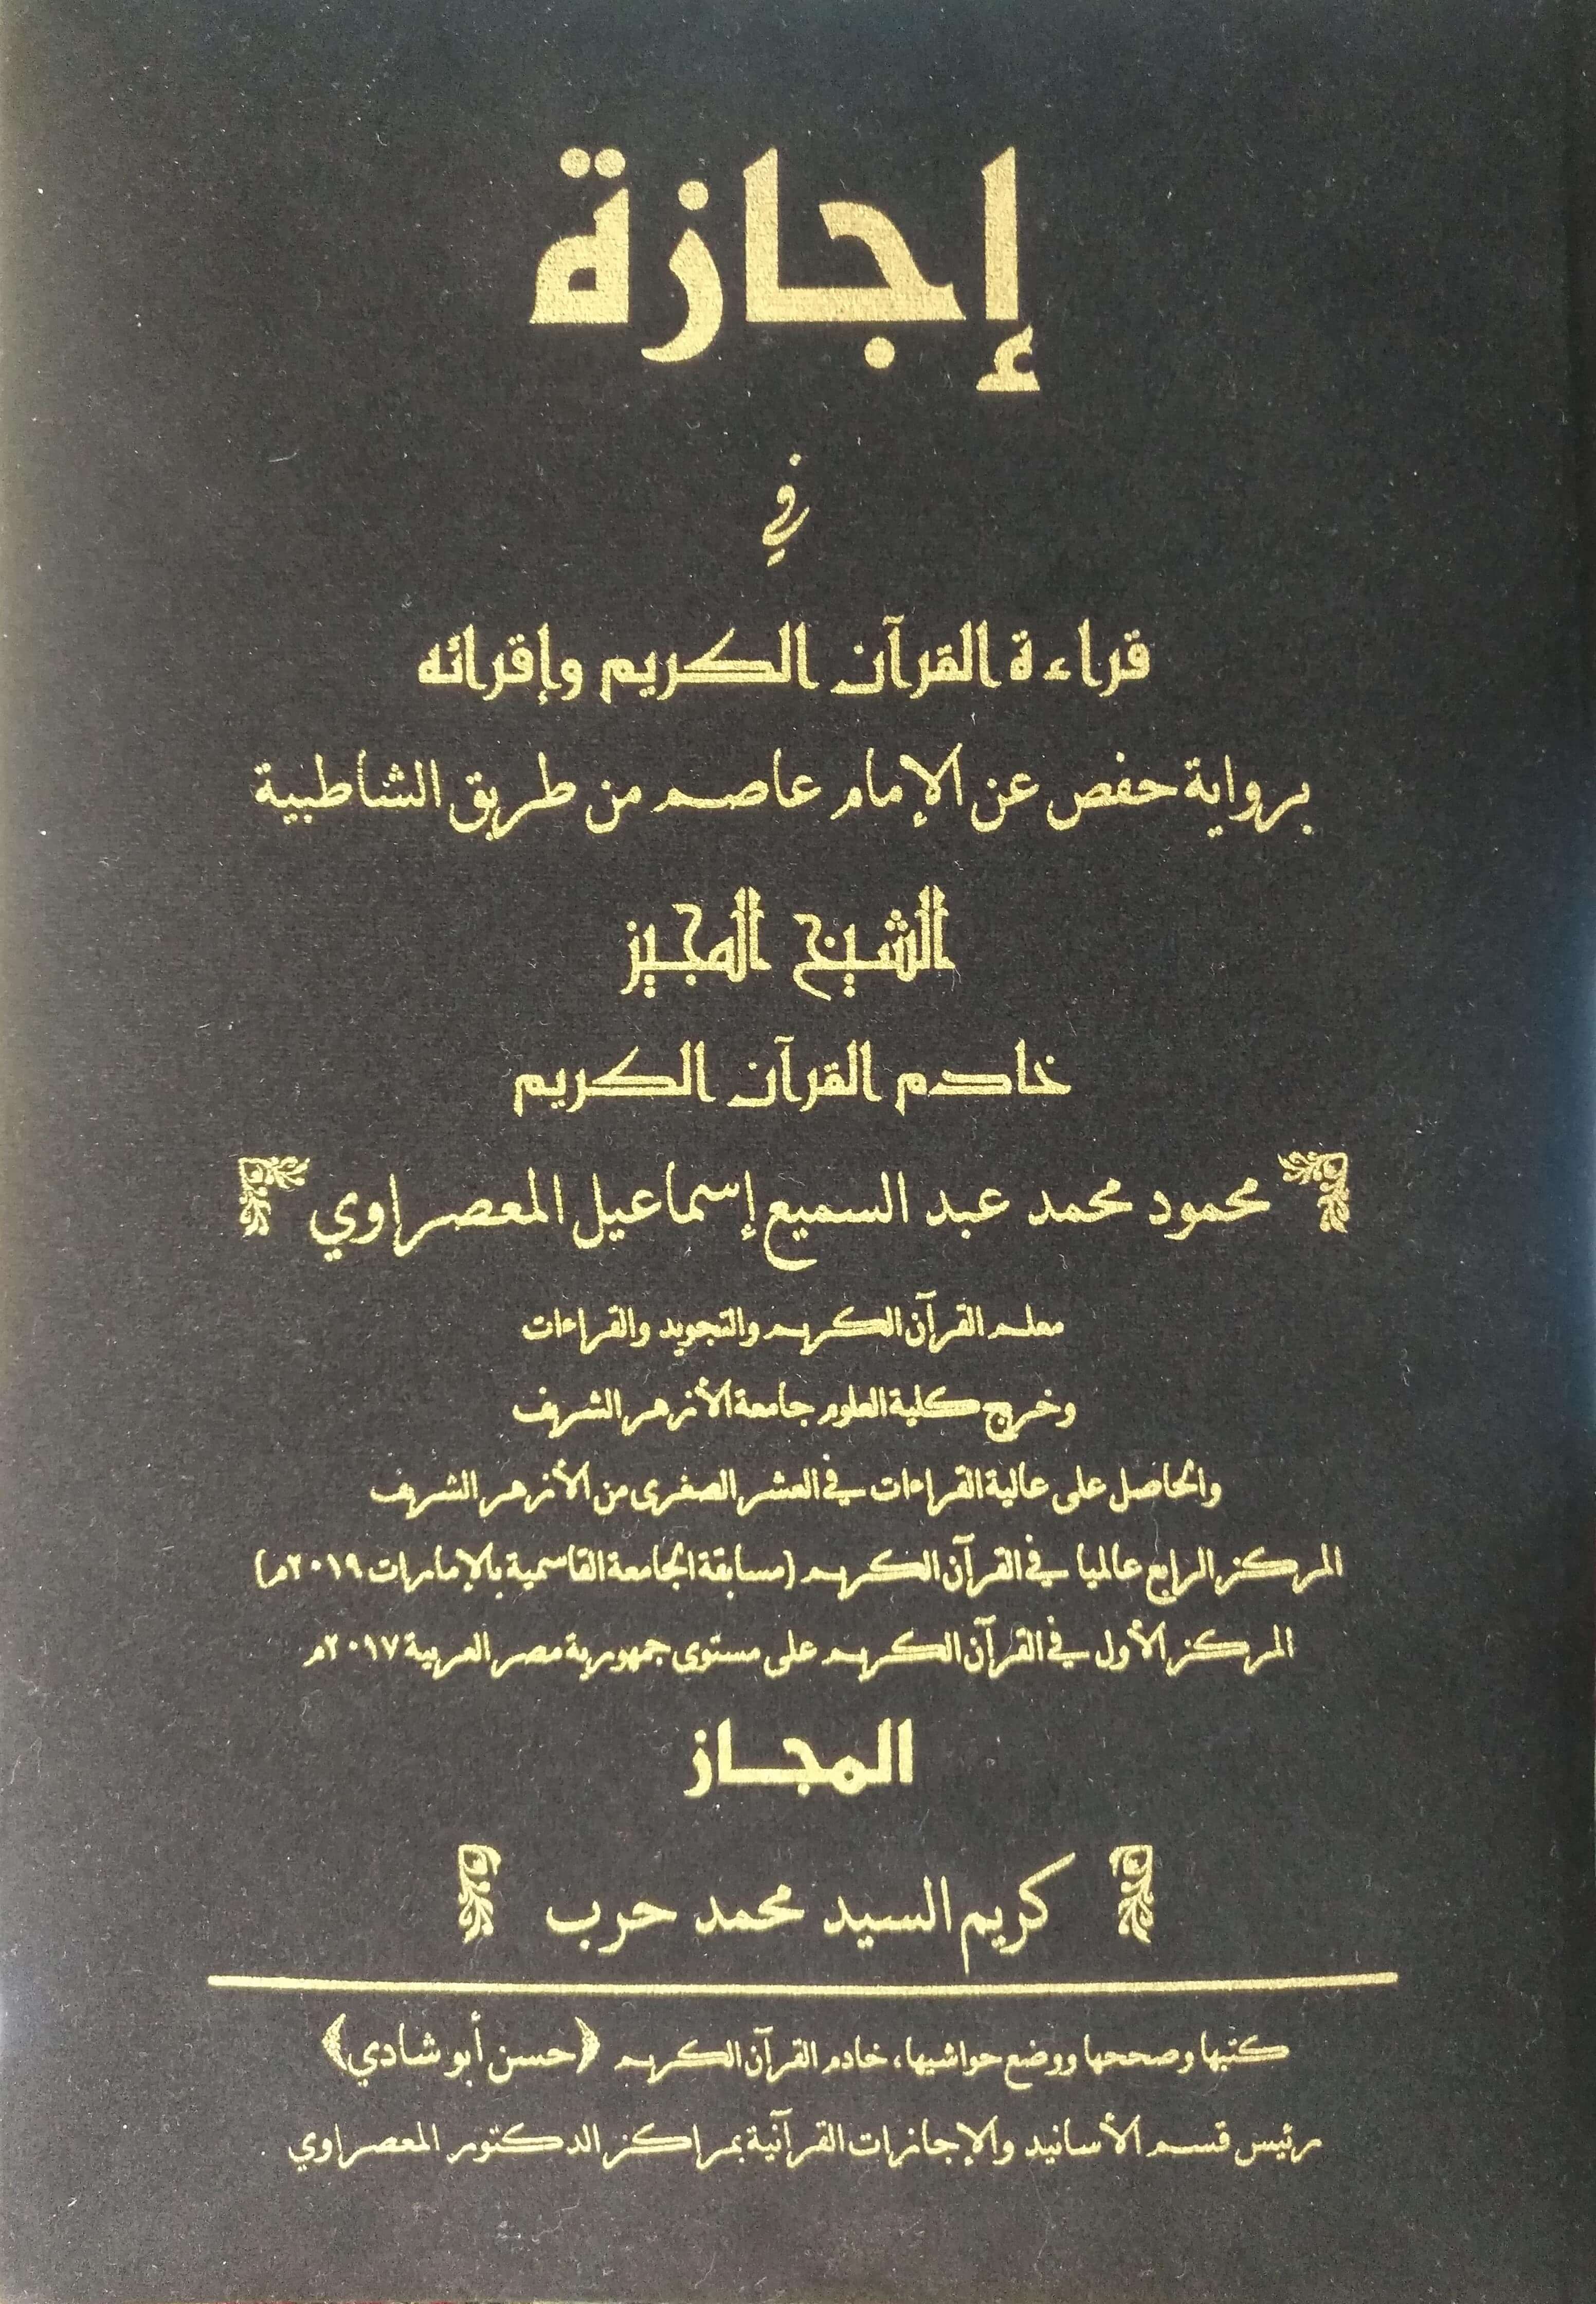 إجازة
في
قراءة القرآن الكريم وإقرائه
برواية حفص عن الإمام عاصم من طريق الشاطبية
الشيخ المجيز
خادم القرآن الكريم
محمود محمد عبد السميع إسماعيل المعصراوي
معلم القرآن الكريم والتجويد والقراءات
وخريج كلية العلوم جامعة الأزهر الشريف
والحاصل على عالية القراءات في العشر الصغرى من الأزهر الشريف
المركز الرابع عالميا في القرآن الكريم (مسابقة الجامعة القاسمية بالإمارات ٢٠١٩م)
المركز الأول في القرآن الكريم على مستوى جمهورية مصر العربية ٢٠١٧م
المجاز
كريم السيد محمد حرب
كتبها وصححها ووضع حواشيها، خادم القرآن الكريم ﴿حسن أبو شادي﴾
رئيس قسم الأسانيد والإجازات القرآنية بمراكز الدكتور المعصراوي